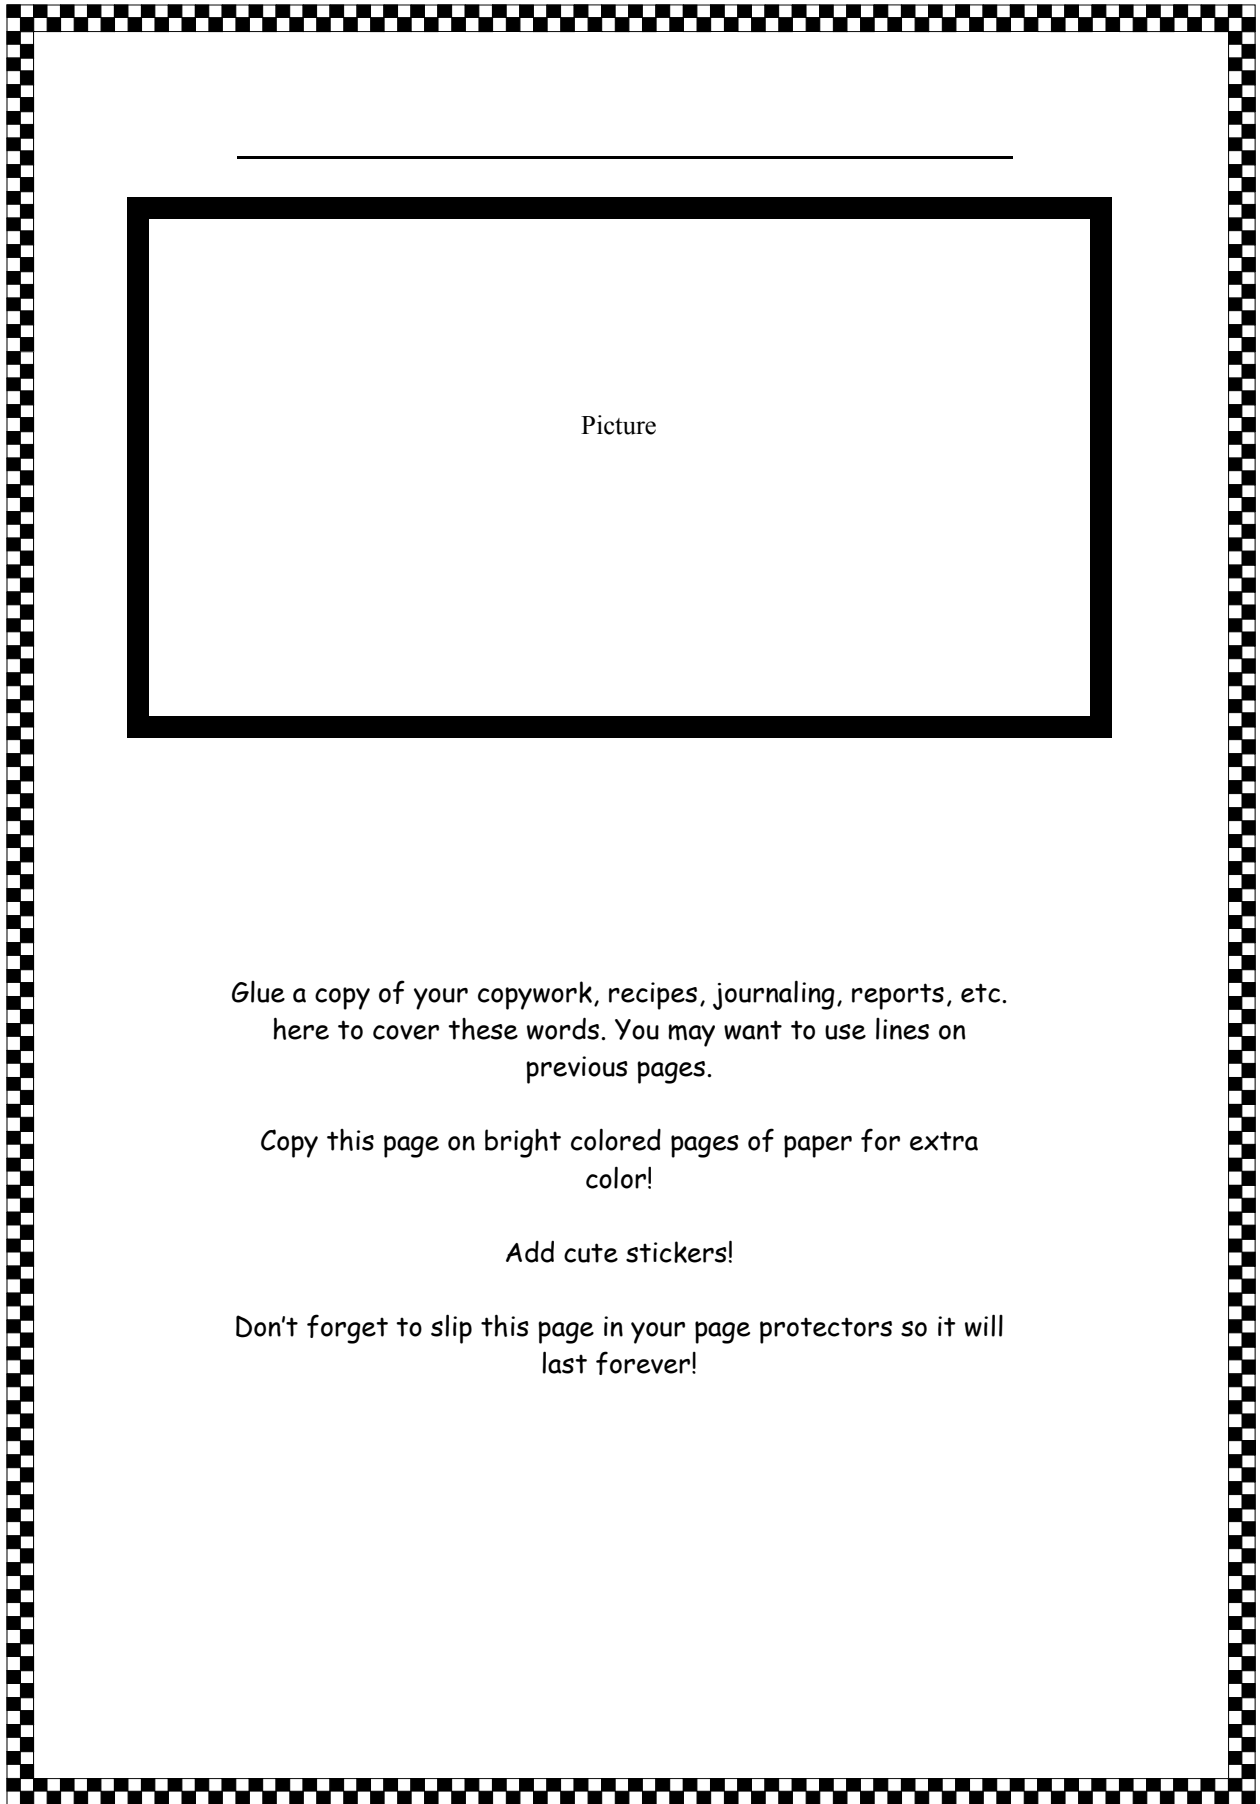 Picture
Glue a copy of your copywork, recipes, journaling, reports, etc.
here to cover these words. You may want to use lines on
previous pages.
Copy this page on bright colored pages of paper for extra
color!
Add cute stickers!
Don't forget to slip this page in your page protectors so it will
last forever!